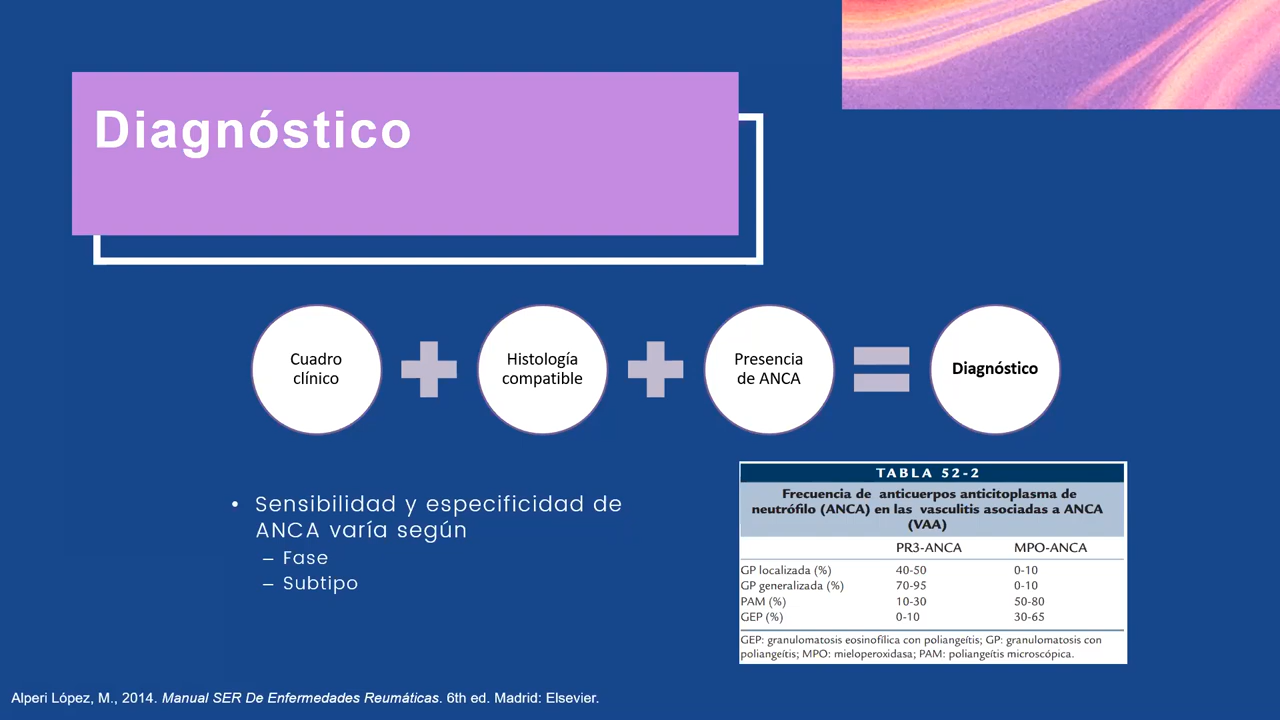 Diagnóstico
Cuadro
clínico
Histología
compatible
Presencia
de ANCA
Diagnóstico
• Sensibilidad y especificidad de
ANCA varía según
– Fase
– Subtipo
TABLA 52-2
Frecuencia de anticuerpos anticitoplasma de
neutrófilo (ANCA) en las vasculitis asociadas a ANCA
(VAA)
PR3-ANCA MPO-ANCA
GP localizada (%) 40-50 0-10
GP generalizada (%) 70-95 0-10
PAM (%) 10-30 50-80
GEP (%) 0-10 30-65
GEP: granulomatosis eosinofílica con poliangeítis; GP: granulomatosis con
poliangeítis; MPO: mieloperoxidasa; PAM: poliangeítis microscópica.
Alperi López, M., 2014. Manual SER De Enfermedades Reumáticas. 6th ed. Madrid: Elsevier.